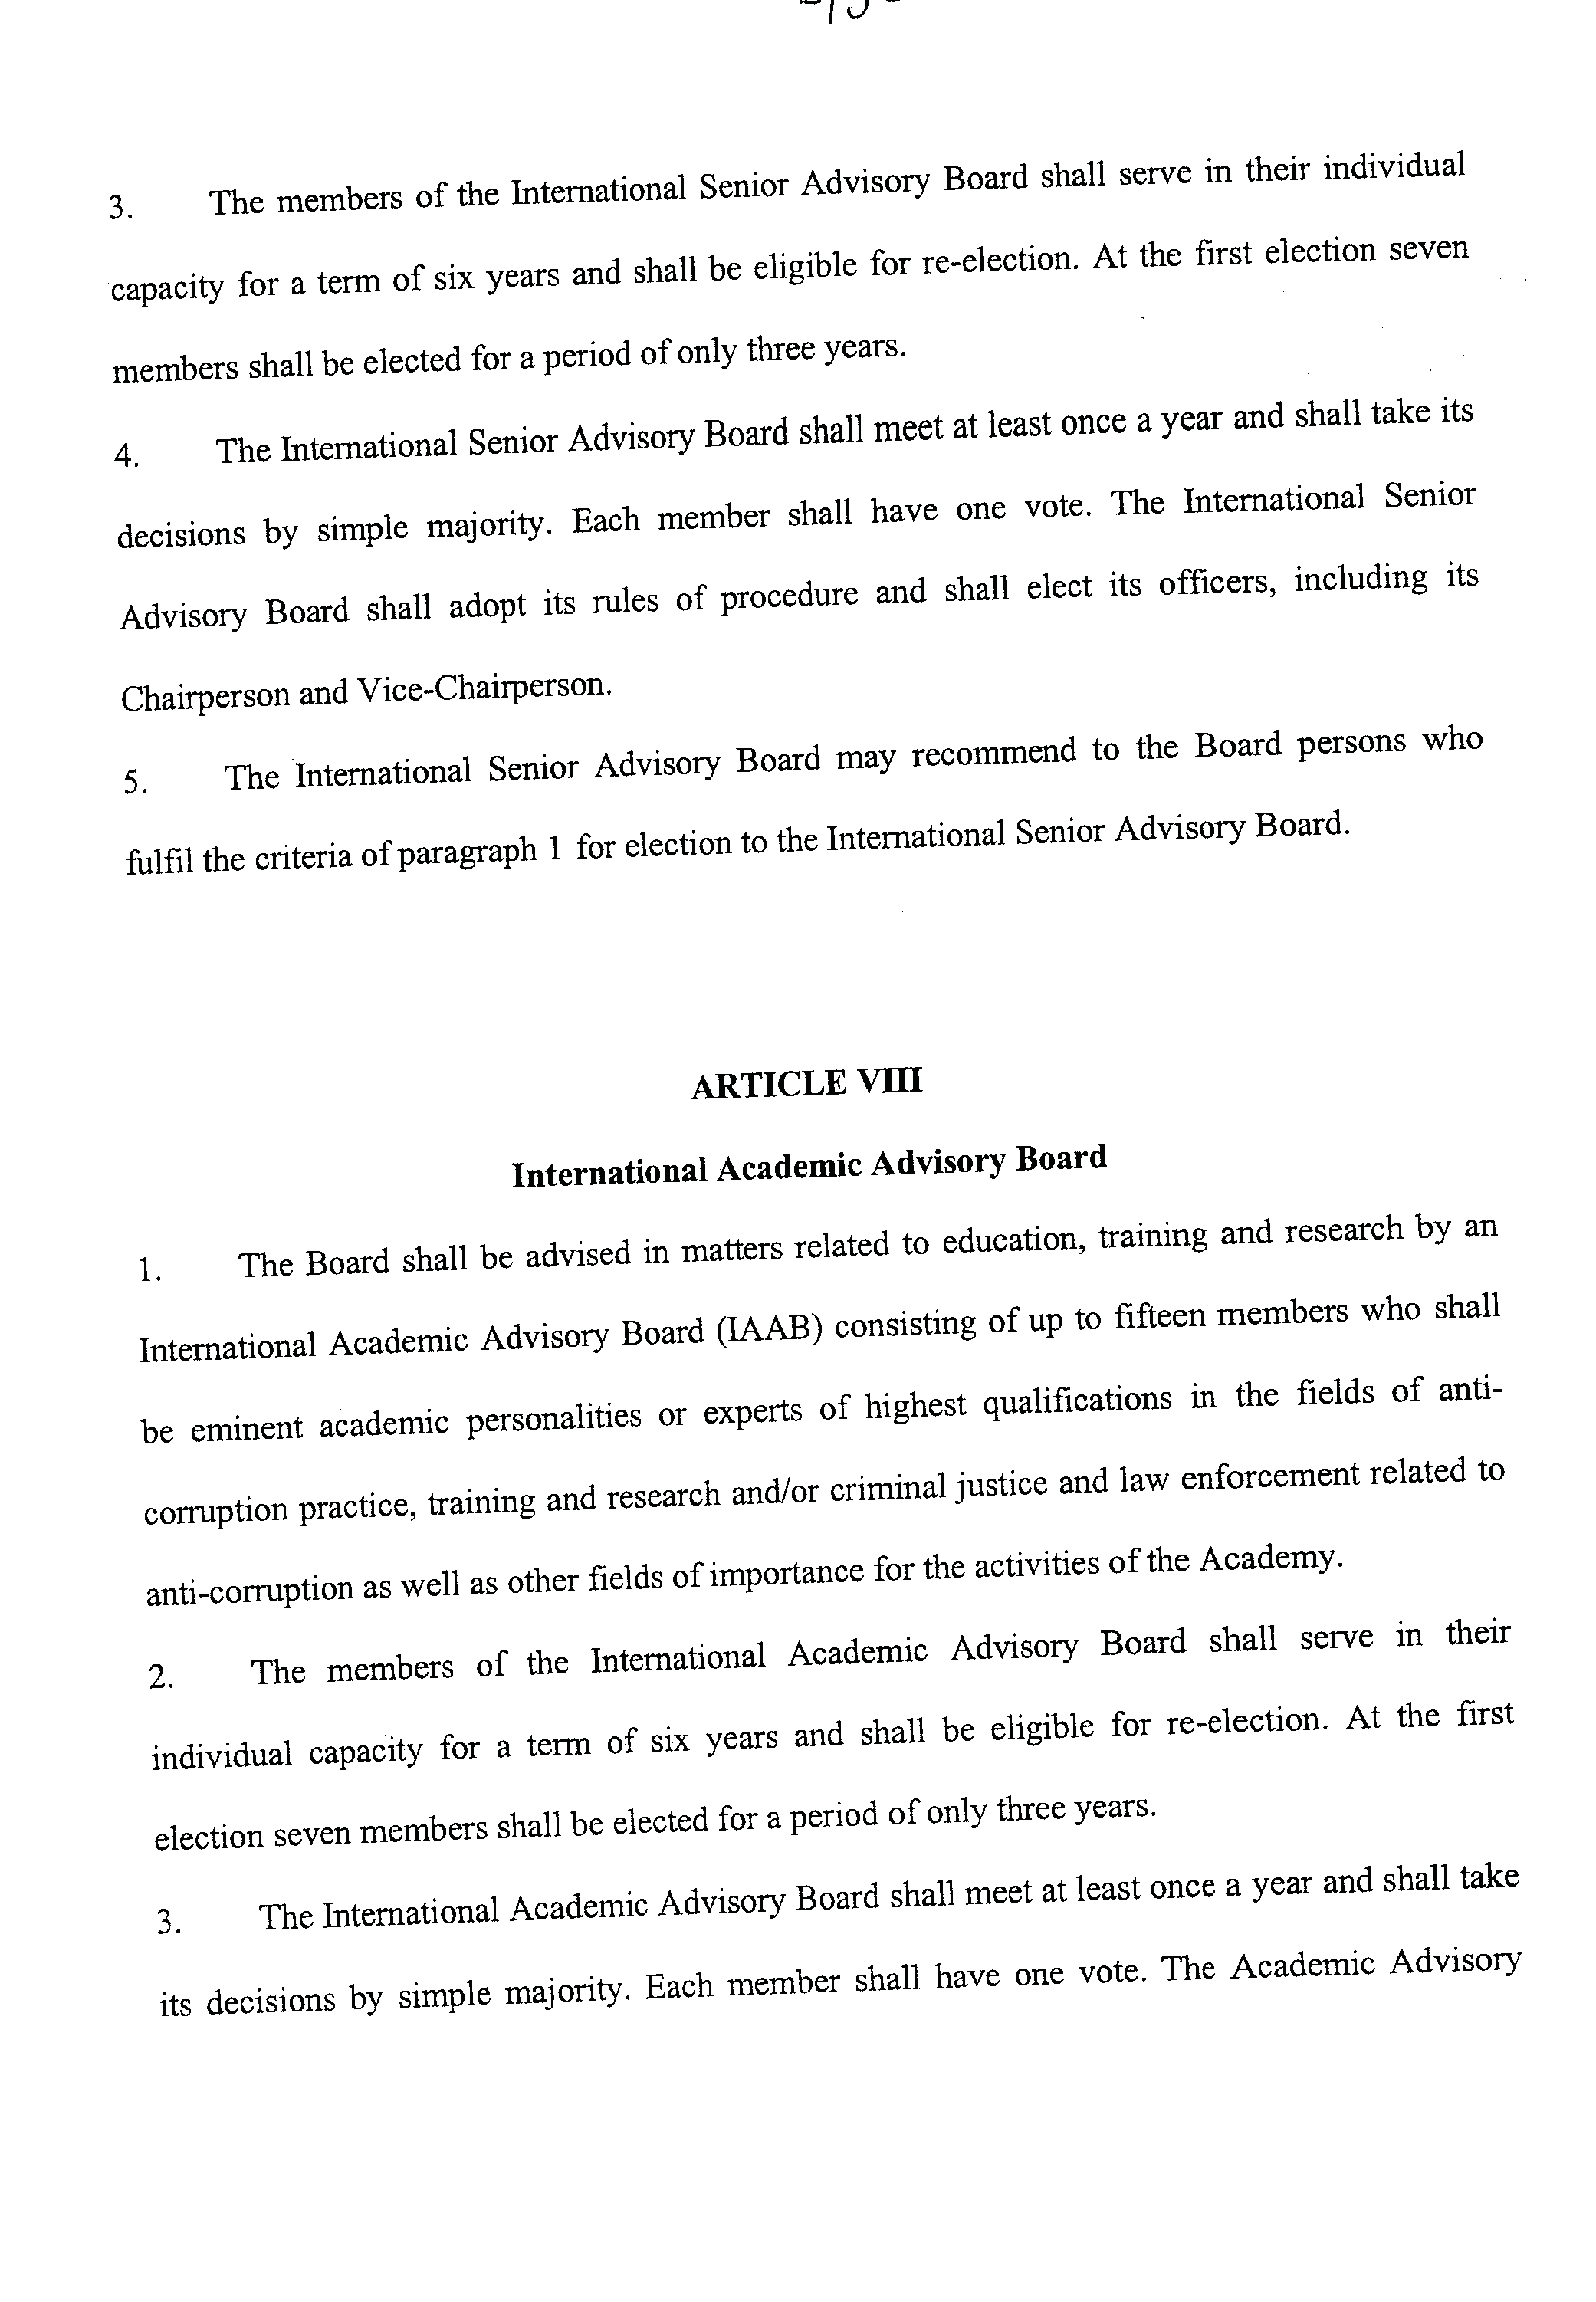 3. The members of the International Senior Advisory Board shall serve in their individual
capacity for a term of six years and shall be eligible for re-election. At the first election seven
members shall be elected for a period of only three years.
4. The International Senior Advisory Board shall meet at least once a year and shall take its
decisions by simple majority. Each member shall have one vote. The International Senior
Advisory Board shall adopt its rules of procedure and shall elect its officers, including its
Chairperson and Vice-Chairperson.
5. The International Senior Advisory Board may recommend to the Board persons who
fulfil the criteria of paragraph 1 for election to the International Senior Advisory Board.
ARTICLE VIII
International Academic Advisory Board
1. The Board shall be advised in matters related to education, training and research by an
International Academic Advisory Board (IAAB) consisting of up to fifteen members who shall
be eminent academic personalities or experts of highest qualifications in the fields of anti-
corruption practice, training and research and/or criminal justice and law enforcement related to
anti-corruption as well as other fields of importance for the activities of the Academy.
2. The members of the International Academic Advisory Board shall serve in their
individual capacity for a term of six years and shall be eligible for re-election. At the first
election seven members shall be elected for a period of only three years.
3. The International Academic Advisory Board shall meet at least once a year and shall take
its decisions by simple majority. Each member shall have one vote. The Academic Advisory